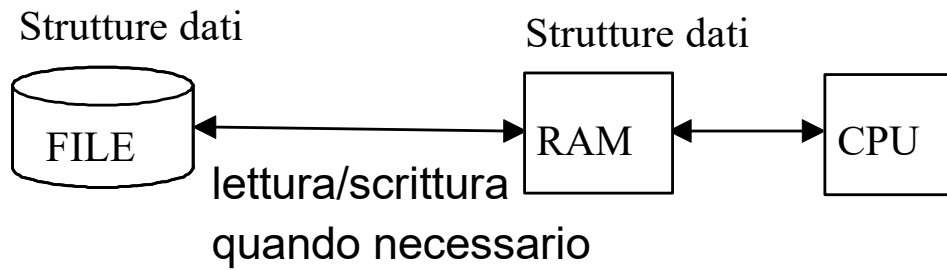 Strutture dati
Strutture dati
FILE
RAM
CPU
lettura/scrittura
quando necessario